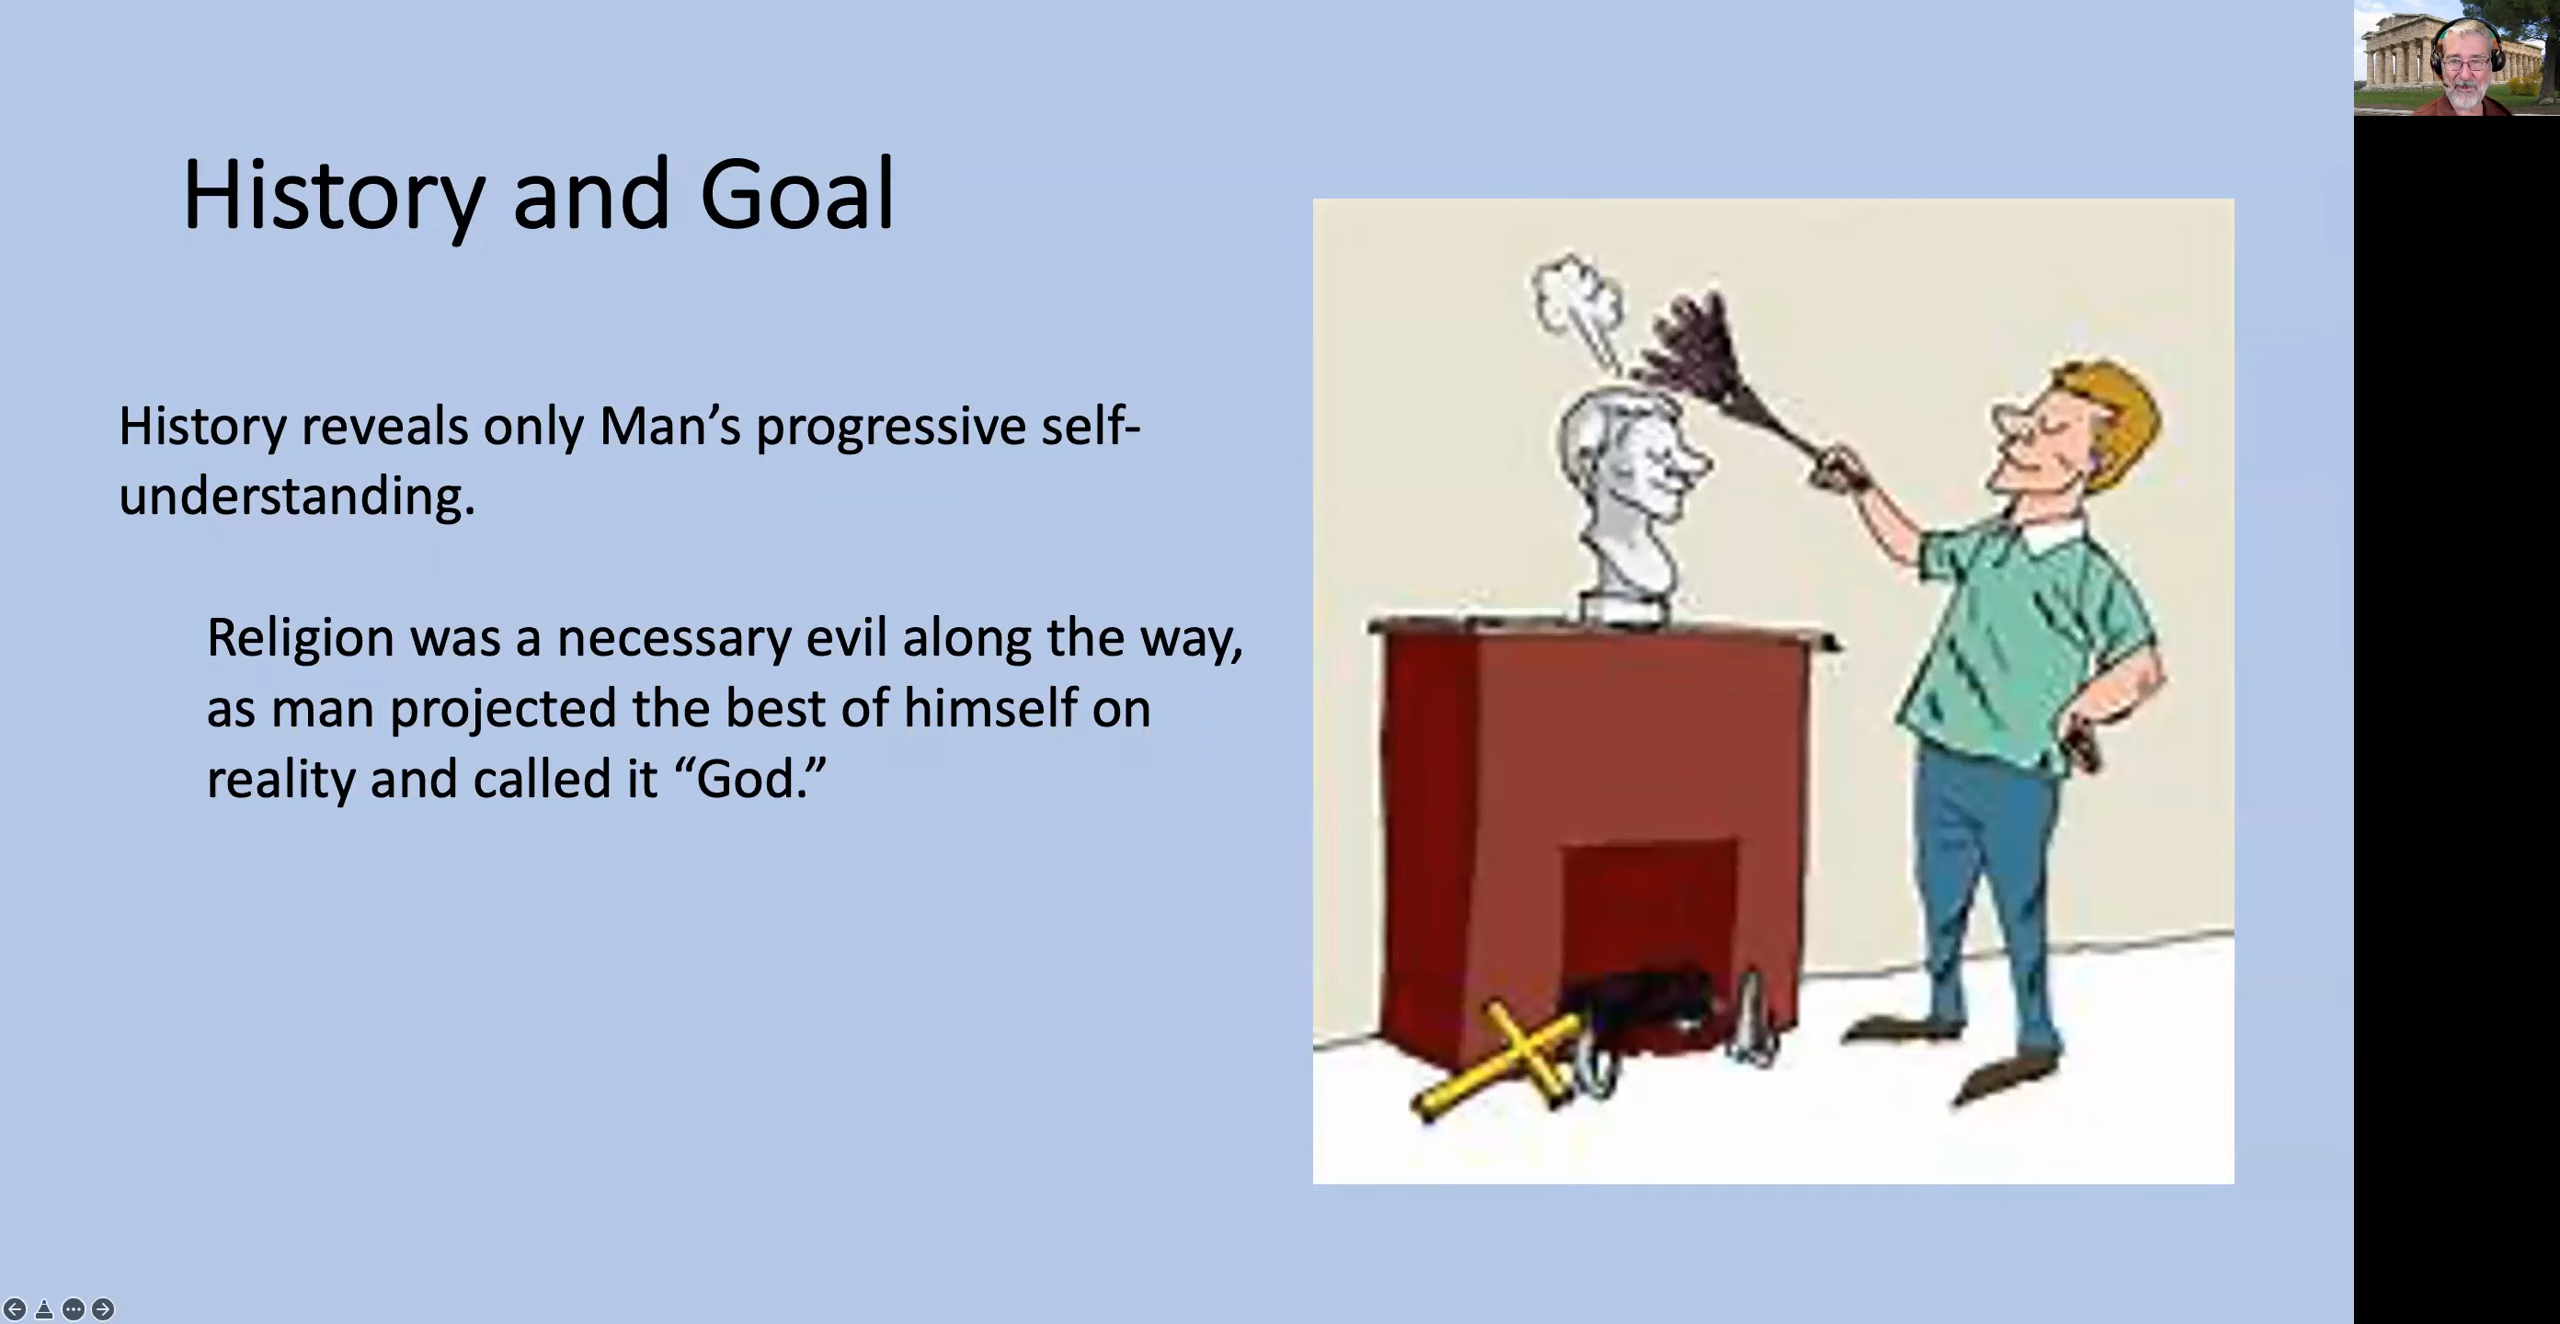 History and Goal
History reveals only Man’s progressive self-
understanding.
Religion was a necessary evil along the way,
as man projected the best of himself on
reality and called it “God.”